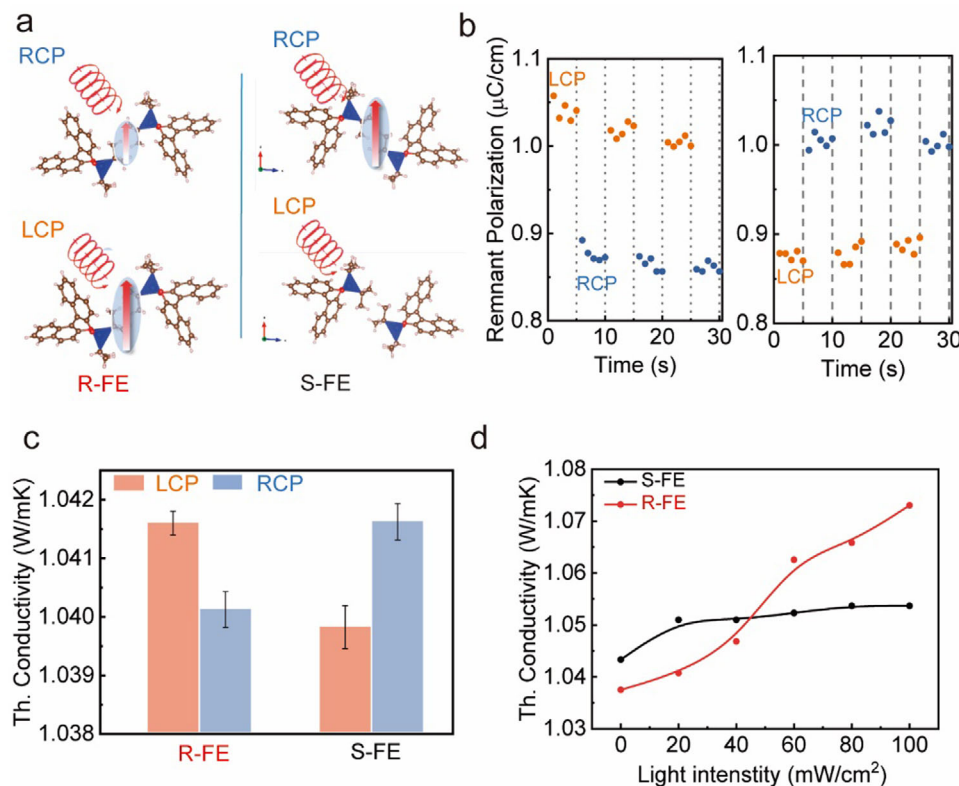 a
RCP
RCP
LCP
LCP
R-FE
S-FE
b
Remnant Polarization (μC/cm)
1.1
1.0
0.9
0.8
LCP
RCP
0 10 20 30
Time (s)
1.1
1.0
0.9
0.8
RCP
LCP
0 10 20 30
Time (s)
c
Th. Conductivity (W/mK)
1.042
1.041
1.040
1.039
1.038
LCP RCP
R-FE S-FE
d
Th. Conductivity (W/mK)
1.08
1.07
1.06
1.05
1.04
1.03
S-FE
R-FE
0 20 40 60 80 100
Light intenstity (mW/cm²)